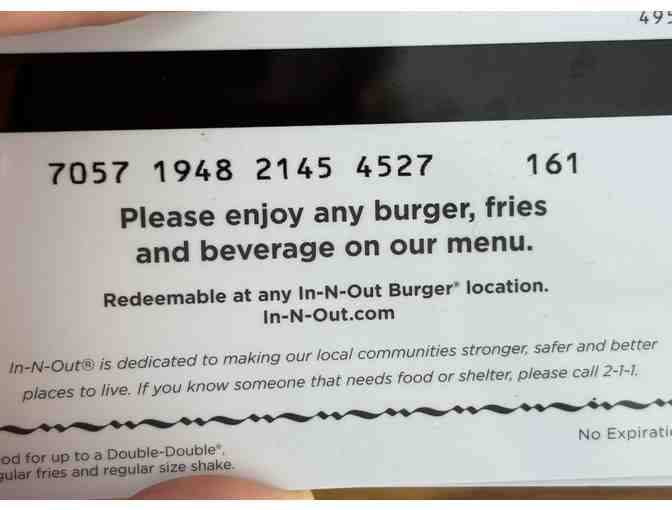 495
7057 1948 2145 4527 161
Please enjoy any burger, fries
and beverage on our menu.
Redeemable at any In-N-Out Burger® location.
In-N-Out.com
In-N-Out® is dedicated to making our local communities stronger, safer and better
places to live. If you know someone that needs food or shelter, please call 2-1-1.
No Expirati
od for up to a Double-Double®,
gular fries and regular size shake.